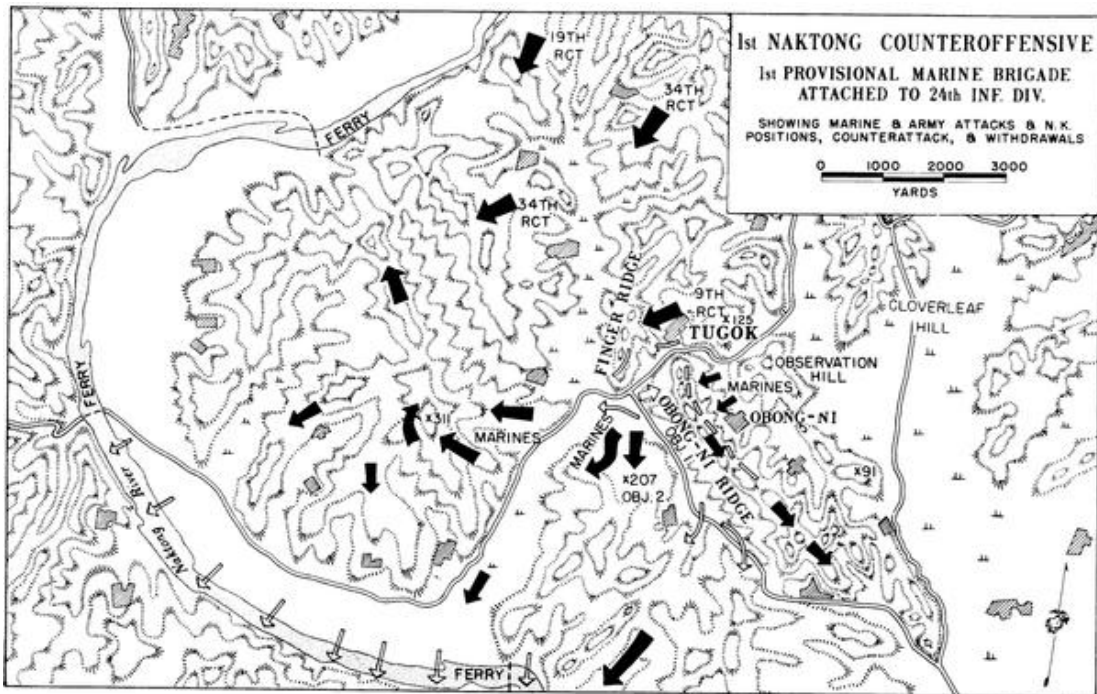 1st NAKTONG COUNTEROFFENSIVE
1st PROVISIONAL MARINE BRIGADE
ATTACHED TO 24th INF. DIV.
SHOWING MARINE & ARMY ATTACKS & N.K.
POSITIONS, COUNTERATTACK, & WITHDRAWALS
0 1000 2000 3000
YARDS
19TH
RCT
34TH
RCT
FERRY
34TH
RCT
FINGER RIDGE
9TH
RCT
x125
TUGOK
CLOVERLEAF
HILL
OBSERVATION
HILL
MARINES
OBONG-NI
OBONG-NI RIDGE
OBJ. 1
x91
FERRY
x311
MARINES
MARINES
x207
OBJ. 2
Naktong River
FERRY